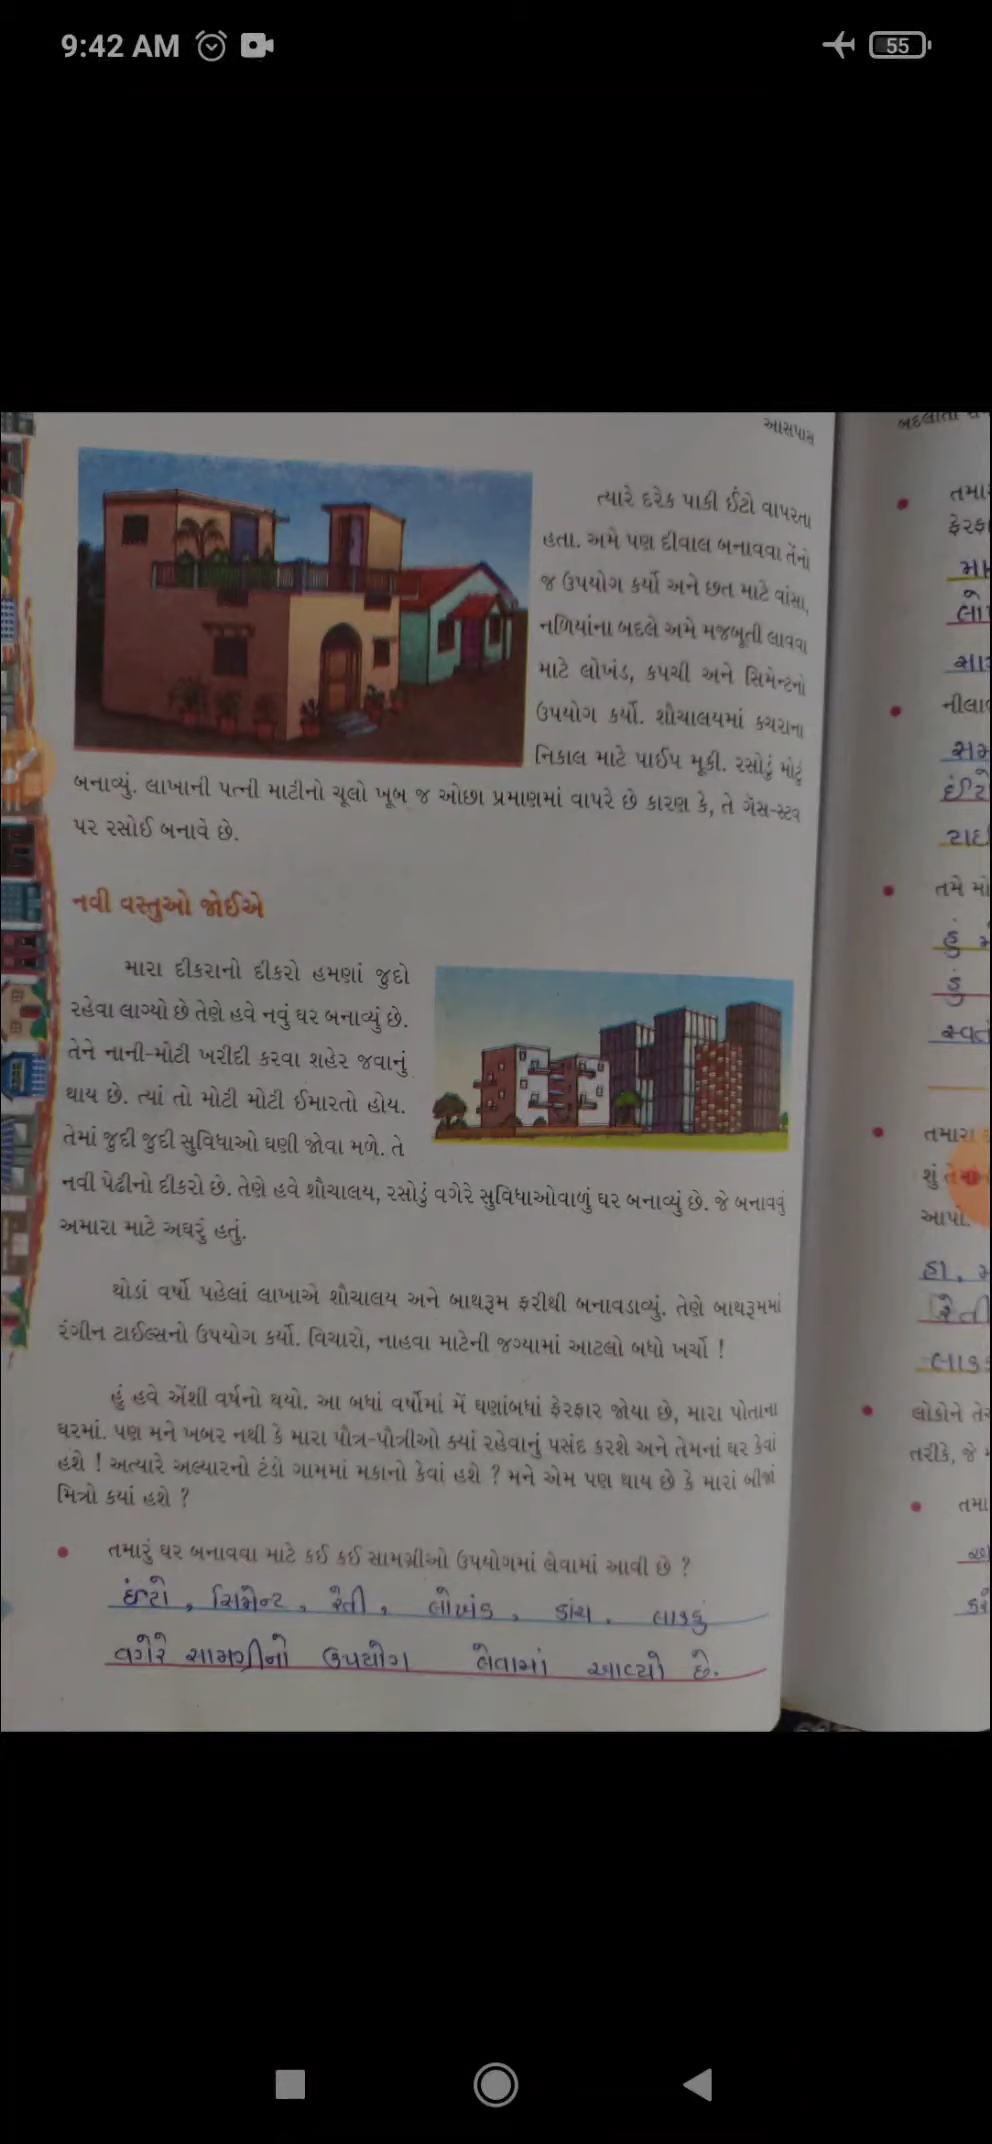 9:42 AM
55
આસપાસ
ત્યારે દરેક પાકી ઈંટો વાપરતા
હતા. અમે પણ દીવાલ બનાવવા તેનો
જ ઉપયોગ કર્યો અને છત માટે વાંસા,
નળિયાંના બદલે અમે મજબૂતી લાવવા
માટે લોખંડ, કપચી અને સિમેન્ટનો
ઉપયોગ કર્યો. શૌચાલયમાં કચરાના
નિકાલ માટે પાઈપ મૂકી. રસોડું મોટું
બનાવ્યું. લાખાની પત્ની માટીનો ચૂલો ખૂબ જ ઓછા પ્રમાણમાં વાપરે છે કારણ કે, તે ગૅસ-સ્ટવ
પર રસોઈ બનાવે છે.
નવી વસ્તુઓ જોઈએ
મારા દીકરાનો દીકરો હમણાં જુદો
રહેવા લાગ્યો છે તેણે હવે નવું ઘર બનાવ્યું છે.
તેને નાની-મોટી ખરીદી કરવા શહેર જવાનું
થાય છે. ત્યાં તો મોટી મોટી ઈમારતો હોય.
તેમાં જુદી જુદી સુવિધાઓ ઘણી જોવા મળે. તે
નવી પેઢીનો દીકરો છે. તેણે હવે શૌચાલય, રસોડું વગેરે સુવિધાઓવાળું ઘર બનાવ્યું છે. જે બનાવવું
અમારા માટે અઘરું હતું.
થોડાં વર્ષો પહેલાં લાખાએ શૌચાલય અને બાથરૂમ ફરીથી બનાવડાવ્યું. તેણે બાથરૂમમાં
રંગીન ટાઈલ્સનો ઉપયોગ કર્યો. વિચારો, નાહવા માટેની જગ્યામાં આટલો બધો ખર્ચો !
હું હવે એંશી વર્ષનો થયો. આ બધાં વર્ષોમાં મેં ઘણાંબધાં ફેરફાર જોયા છે, મારા પોતાના
ઘરમાં. પણ મને ખબર નથી કે મારા પૌત્ર-પૌત્રીઓ ક્યાં રહેવાનું પસંદ કરશે અને તેમનાં ઘર કેવાં
હશે ! અત્યારે અલ્યારનો ટંડો ગામમાં મકાનો કેવાં હશે ? મને એમ પણ થાય છે કે મારાં બીજાં
મિત્રો ક્યાં હશે ?
તમારું ઘર બનાવવા માટે કઈ કઈ સામગ્રીઓ ઉપયોગમાં લેવામાં આવી છે ?
ઈંટો, સિમેન્ટ, રેતી, લોખંડ, કાંચ, લાકડું
વગેરે સામગ્રીનો ઉપયોગ લેવામાં આવ્યો છે.
બદલાતા
તમે મો
હું
હું
તમારા
આપો.
હા,
રેતી
લોકોને
તરીકે, જે